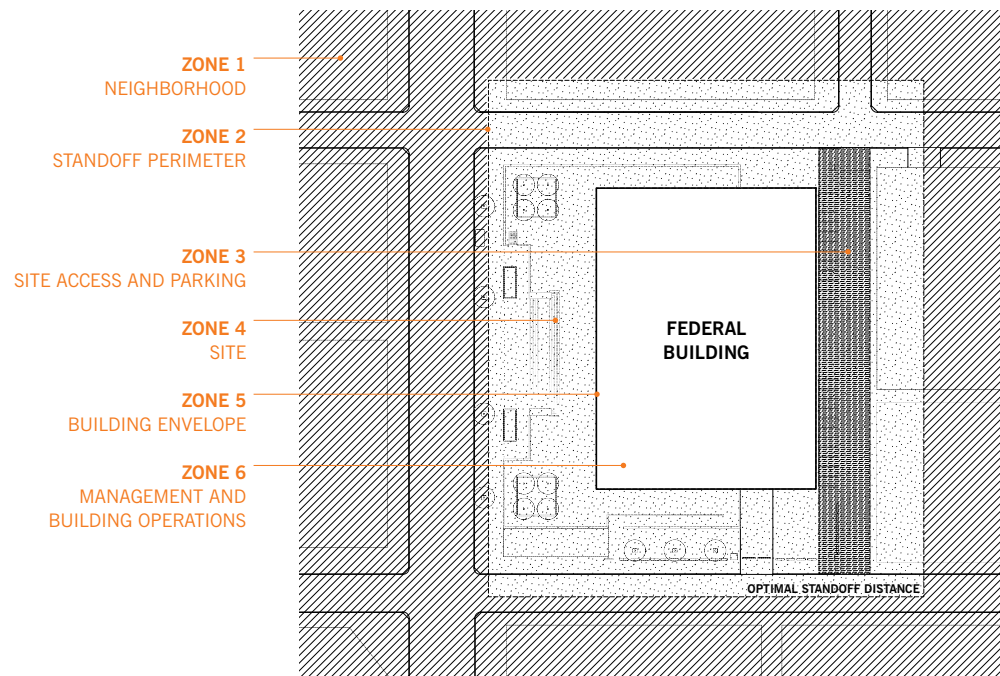 ZONE 1
NEIGHBORHOOD
ZONE 2
STANDOFF PERIMETER
ZONE 3
SITE ACCESS AND PARKING
ZONE 4
SITE
ZONE 5
BUILDING ENVELOPE
ZONE 6
MANAGEMENT AND
BUILDING OPERATIONS
FEDERAL
BUILDING
OPTIMAL STANDOFF DISTANCE